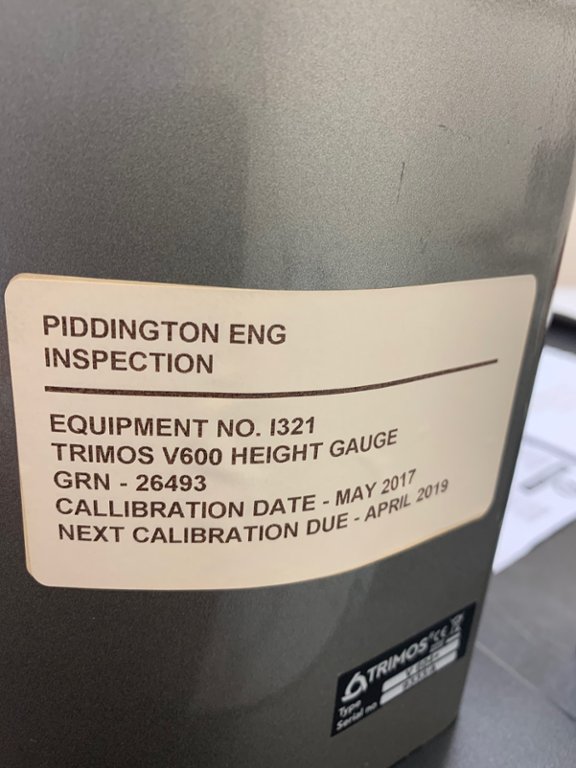 PIDDINGTON ENG
INSPECTION
EQUIPMENT NO. I321
TRIMOS V600 HEIGHT GAUGE
GRN - 26493
CALLIBRATION DATE - MAY 2017
NEXT CALIBRATION DUE - APRIL 2019
TRIMOS CE
Type
Serial no